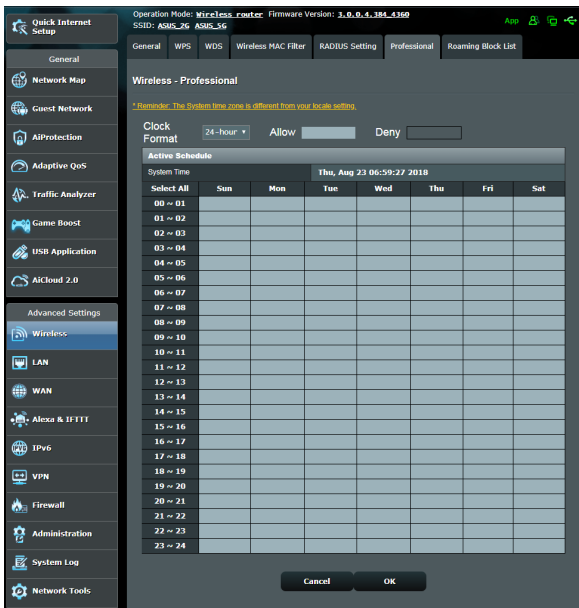 Quick Internet
Setup
General
Network Map
Guest Network
AiProtection
Adaptive QoS
Traffic Analyzer
Game Boost
USB Application
AiCloud 2.0
Advanced Settings
Wireless
LAN
WAN
Alexa & IFTTT
IPv6
VPN
Firewall
Administration
System Log
Network Tools
Operation Mode: Wireless router Firmware Version: 3.0.0.4.384_4360
SSID: ASUS_2G ASUS_5G
App
General WPS WDS Wireless MAC Filter RADIUS Setting Professional Roaming Block List
Wireless - Professional
* Reminder: The System time zone is different from your locale setting.
Clock
Format
24-hour Allow Deny
Active Schedule
System Time Thu, Aug 23 06:59:27 2018
Select All Sun Mon Tue Wed Thu Fri Sat
00 ~ 01
01 ~ 02
02 ~ 03
03 ~ 04
04 ~ 05
05 ~ 06
06 ~ 07
07 ~ 08
08 ~ 09
09 ~ 10
10 ~ 11
11 ~ 12
12 ~ 13
13 ~ 14
14 ~ 15
15 ~ 16
16 ~ 17
17 ~ 18
18 ~ 19
19 ~ 20
20 ~ 21
21 ~ 22
22 ~ 23
23 ~ 24
Cancel OK